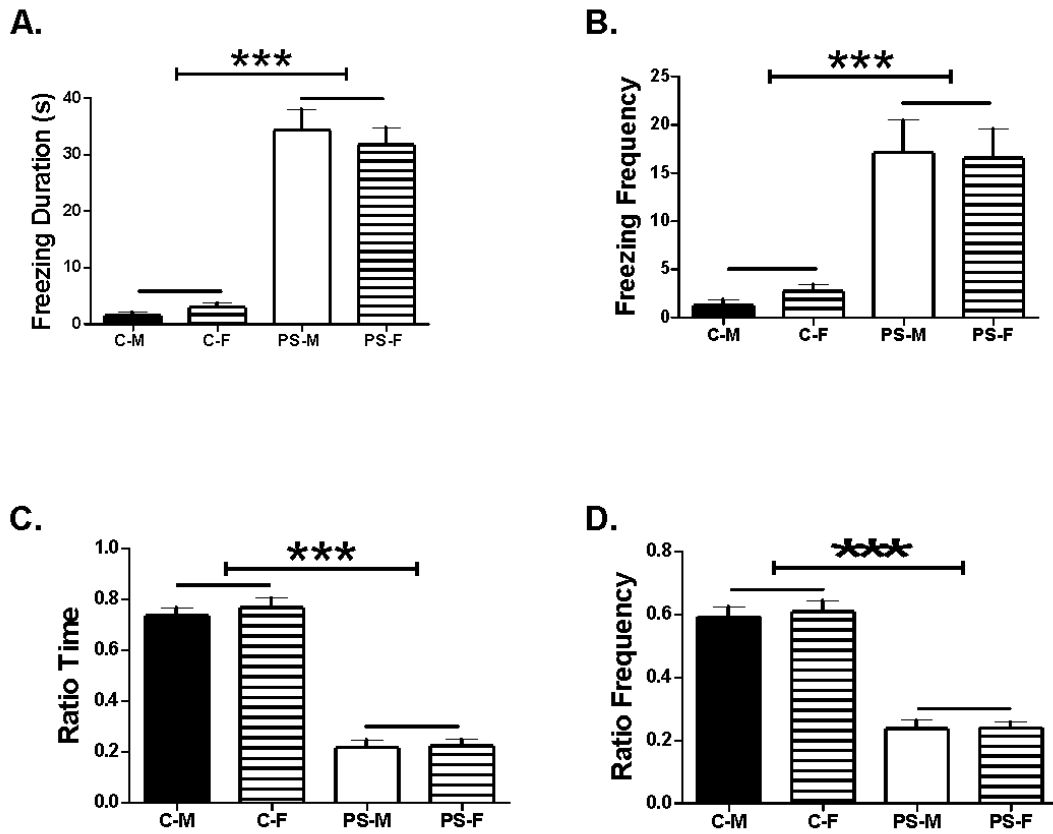 A.
***
Freezing Duration (s)
40
30
20
10
0
C-M C-F PS-M PS-F
B.
***
Freezing Frequency
25
20
15
10
5
0
C-M C-F PS-M PS-F
C.
***
Ratio Time
1.0
0.8
0.6
0.4
0.2
0.0
C-M C-F PS-M PS-F
D.
***
Ratio Frequency
0.8
0.6
0.4
0.2
0.0
C-M C-F PS-M PS-F